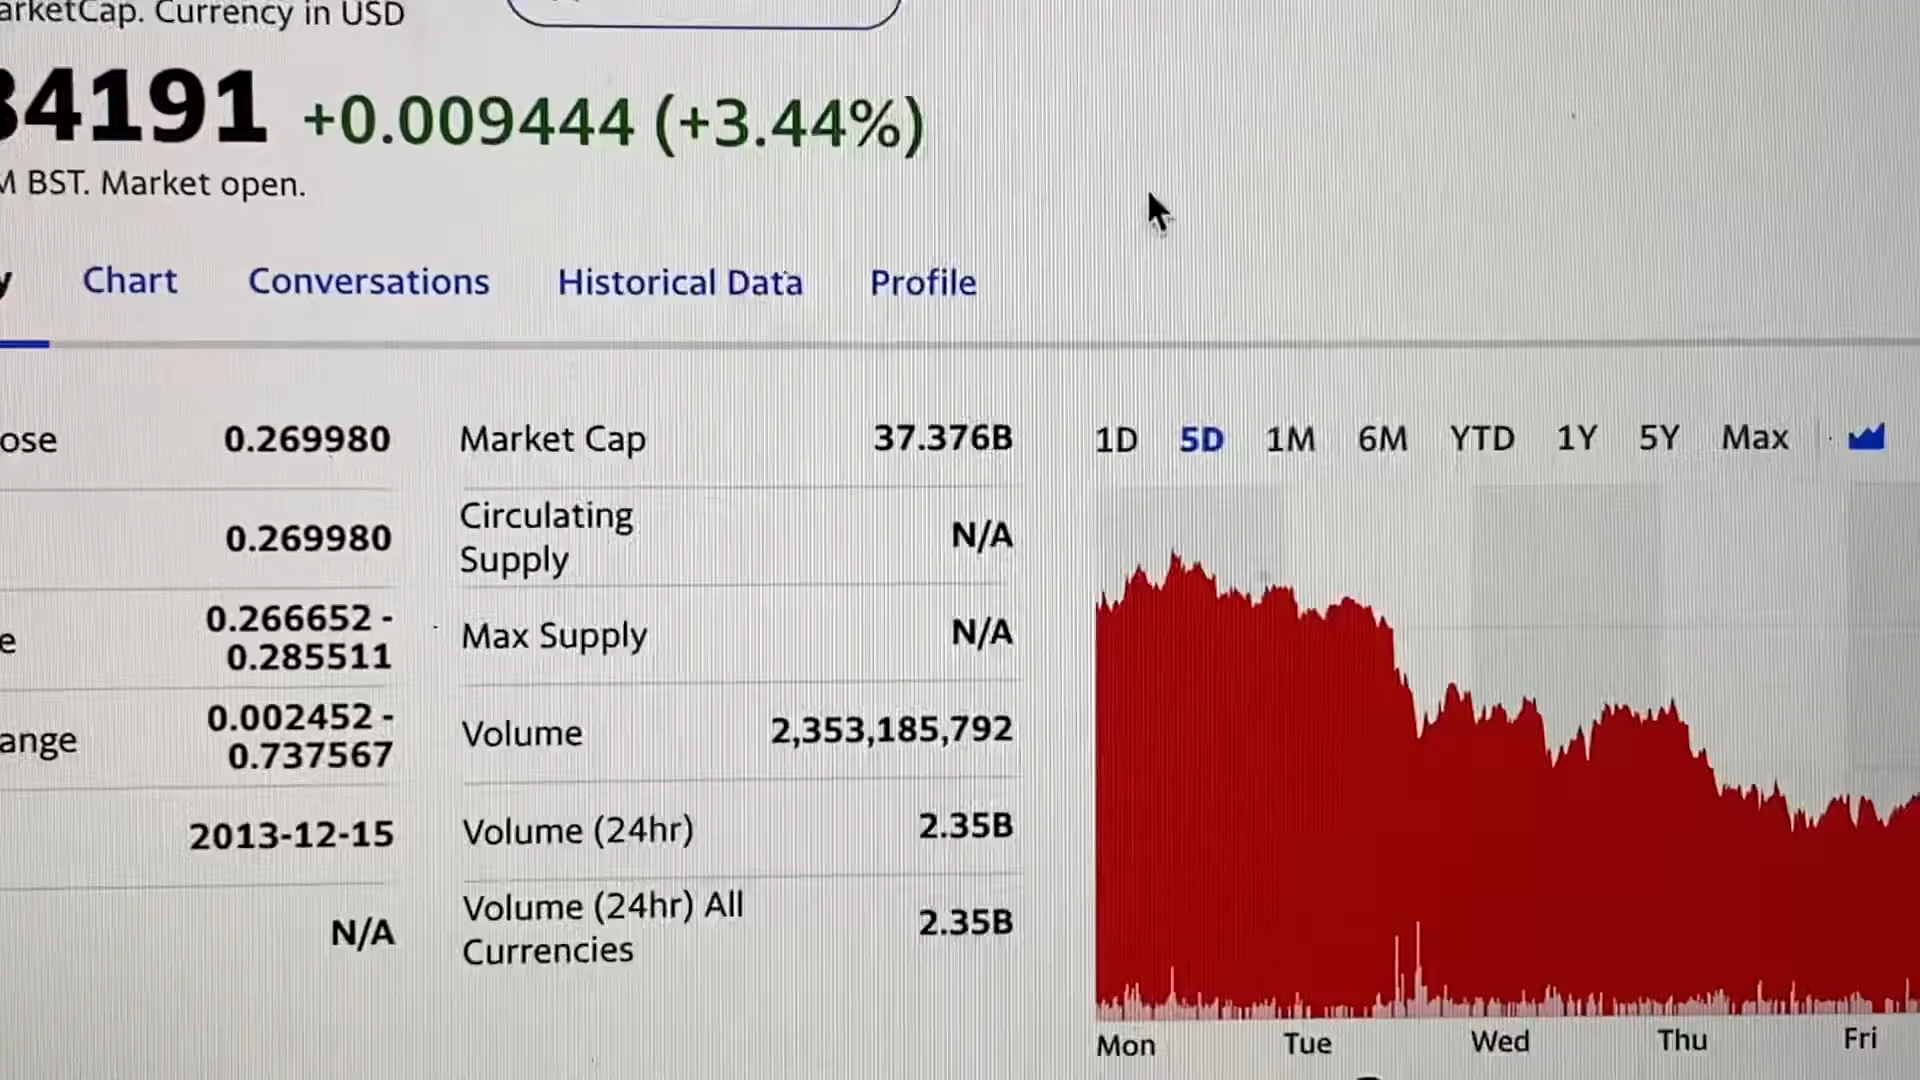 arketCap. Currency in USD
34191 +0.009444 (+3.44%)
M BST. Market open.
y Chart Conversations Historical Data Profile
ose 0.269980
0.269980
e 0.266652 -
0.285511
ange 0.002452 -
0.737567
2013-12-15
N/A
Market Cap 37.376B
Circulating
Supply N/A
Max Supply N/A
Volume 2,353,185,792
Volume (24hr) 2.35B
Volume (24hr) All
Currencies 2.35B
1D 5D 1M 6M YTD 1Y 5Y Max
Mon Tue Wed Thu Fri